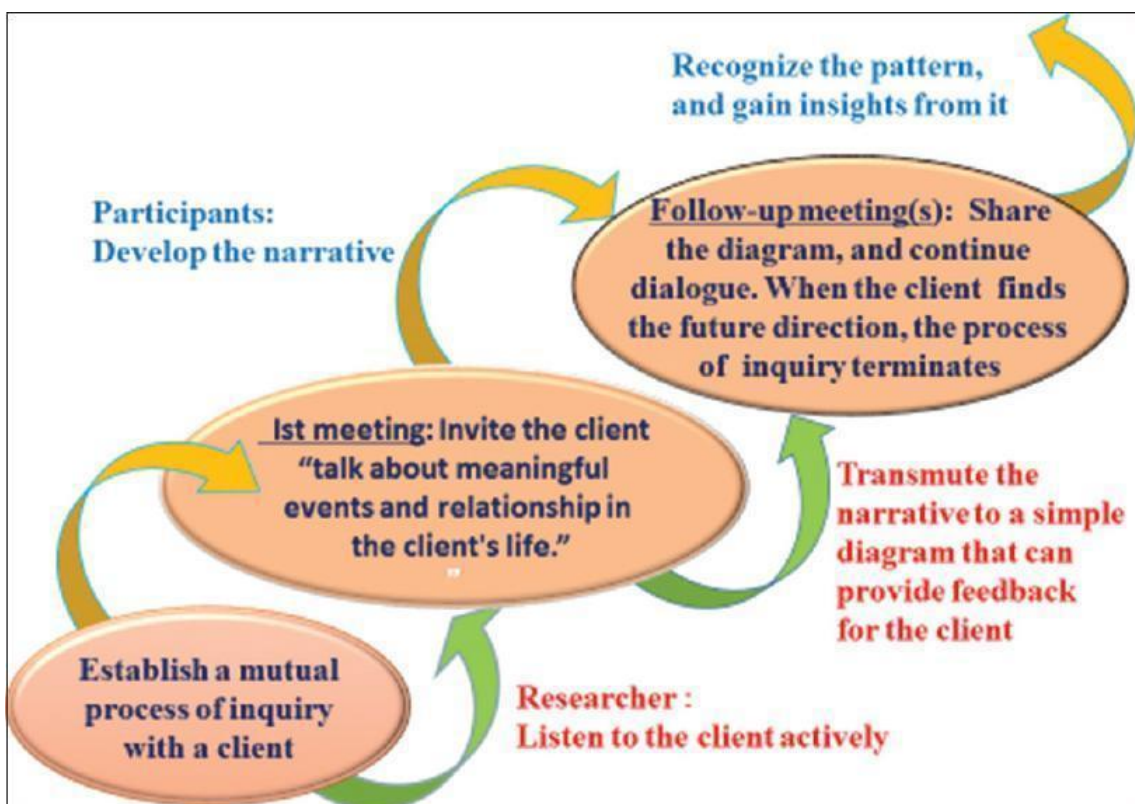 Recognize the pattern,
and gain insights from it
Participants:
Develop the narrative
Follow-up meeting(s): Share
the diagram, and continue
dialogue. When the client finds
the future direction, the process
of inquiry terminates
Ist meeting: Invite the client
“talk about meaningful
events and relationship in
the client's life.”
”
Transmute the
narrative to a simple
diagram that can
provide feedback
for the client
Establish a mutual
process of inquiry
with a client
Researcher :
Listen to the client actively